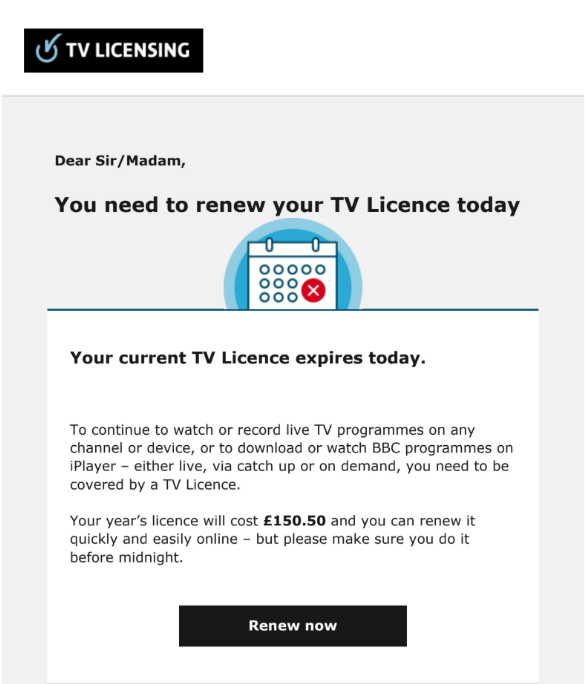 TV LICENSING
Dear Sir/Madam,
You need to renew your TV Licence today
Your current TV Licence expires today.
To continue to watch or record live TV programmes on any
channel or device, or to download or watch BBC programmes on
iPlayer – either live, via catch up or on demand, you need to be
covered by a TV Licence.
Your year’s licence will cost £150.50 and you can renew it
quickly and easily online – but please make sure you do it
before midnight.
Renew now